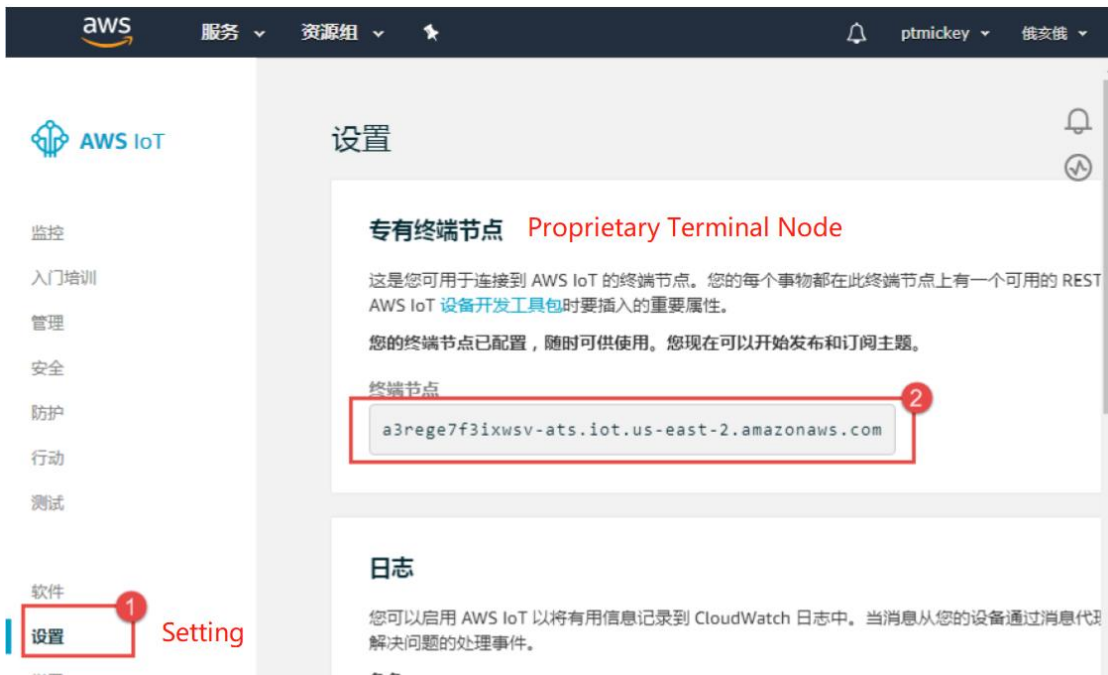 aws 服务 资源组 ptmickey 俄亥俄
AWS IoT
监控
入门培训
管理
安全
防护
行动
测试
软件
1
设置 Setting
设置
专有终端节点 Proprietary Terminal Node
这是您可用于连接到 AWS IoT 的终端节点。您的每个事物都在此终端节点上有一个可用的 REST
AWS IoT 设备开发工具包时要插入的重要属性。
您的终端节点已配置，随时可供使用。您现在可以开始发布和订阅主题。
终端节点
2
a3rege7f3ixwsv-ats.iot.us-east-2.amazonaws.com
日志
您可以启用 AWS IoT 以将有用信息记录到 CloudWatch 日志中。当消息从您的设备通过消息代
解决问题的处理事件。